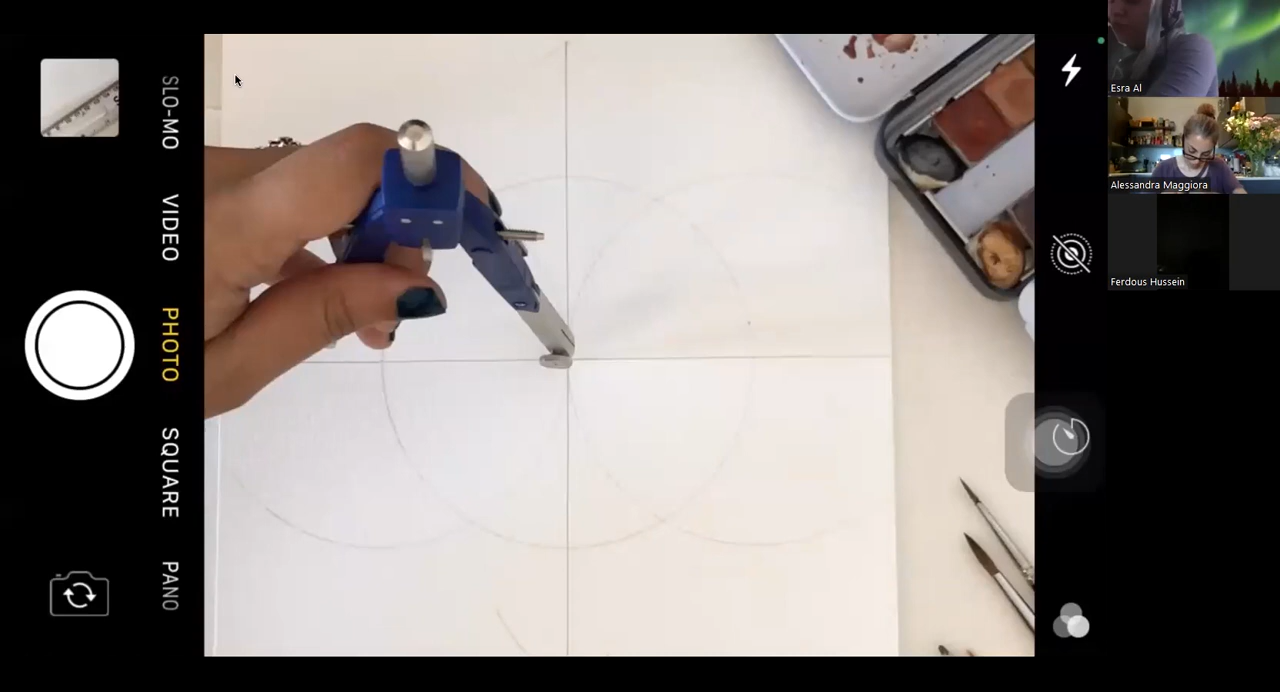 SLO-MO
VIDEO
PHOTO
SQUARE
PANO
Esra Al
Alessandra Maggiora
Ferdous Hussein